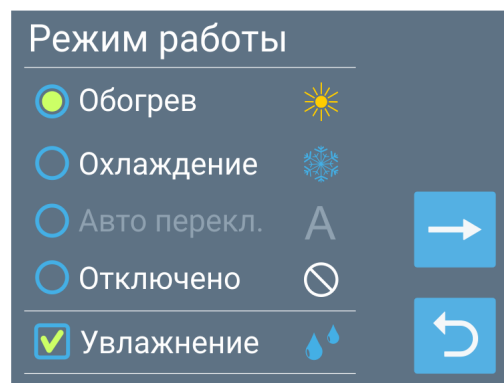 Режим работы
Обогрев
Охлаждение
Авто перекл. A
Отключено
Увлажнение